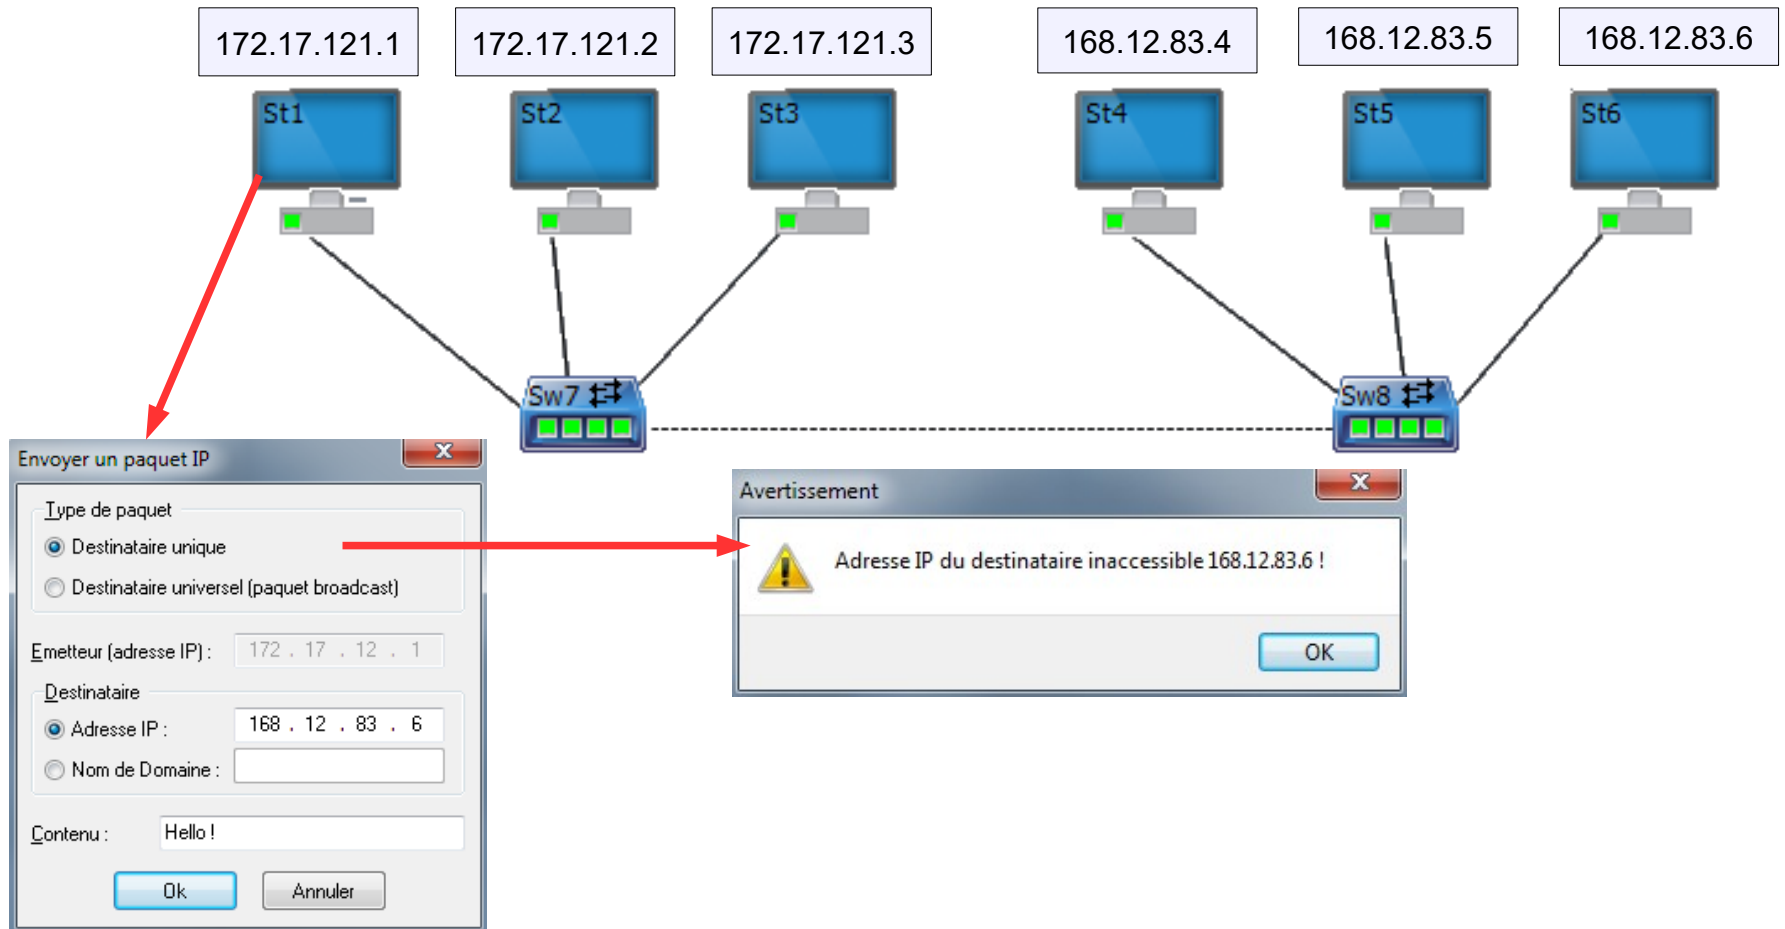 172.17.121.1
172.17.121.2
172.17.121.3
168.12.83.4
168.12.83.5
168.12.83.6
St1
St2
St3
St4
St5
St6
Sw7
Sw8
Envoyer un paquet IP
Type de paquet
Destinataire unique
Destinataire universel (paquet broadcast)
Emetteur (adresse IP) : 172 . 17 . 12 . 1
Destinataire
Adresse IP : 168 . 12 . 83 . 6
Nom de Domaine :
Contenu : Hello !
Ok
Annuler
Avertissement
Adresse IP du destinataire inaccessible 168.12.83.6 !
OK